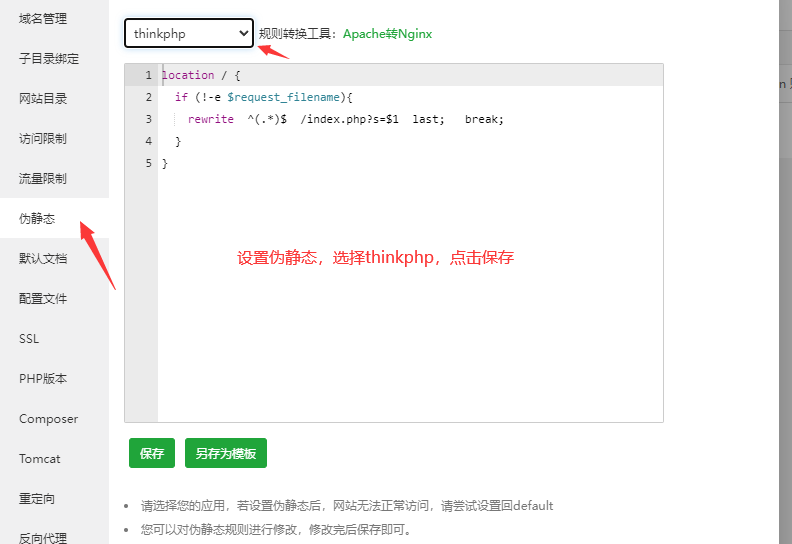 域名管理
子目录绑定
网站目录
访问限制
流量限制
伪静态
默认文档
配置文件
SSL
PHP版本
Composer
Tomcat
重定向
反向代理
thinkphp 规则转换工具：Apache转Nginx
1 location / {
2 if (!-e $request_filename){
3 rewrite ^(.*)$ /index.php?s=$1 last; break;
4 }
5 }
设置伪静态，选择thinkphp，点击保存
保存 另存为模板
请选择您的应用，若设置伪静态后，网站无法正常访问，请尝试设置回default
您可以对伪静态规则进行修改，修改完后保存即可。